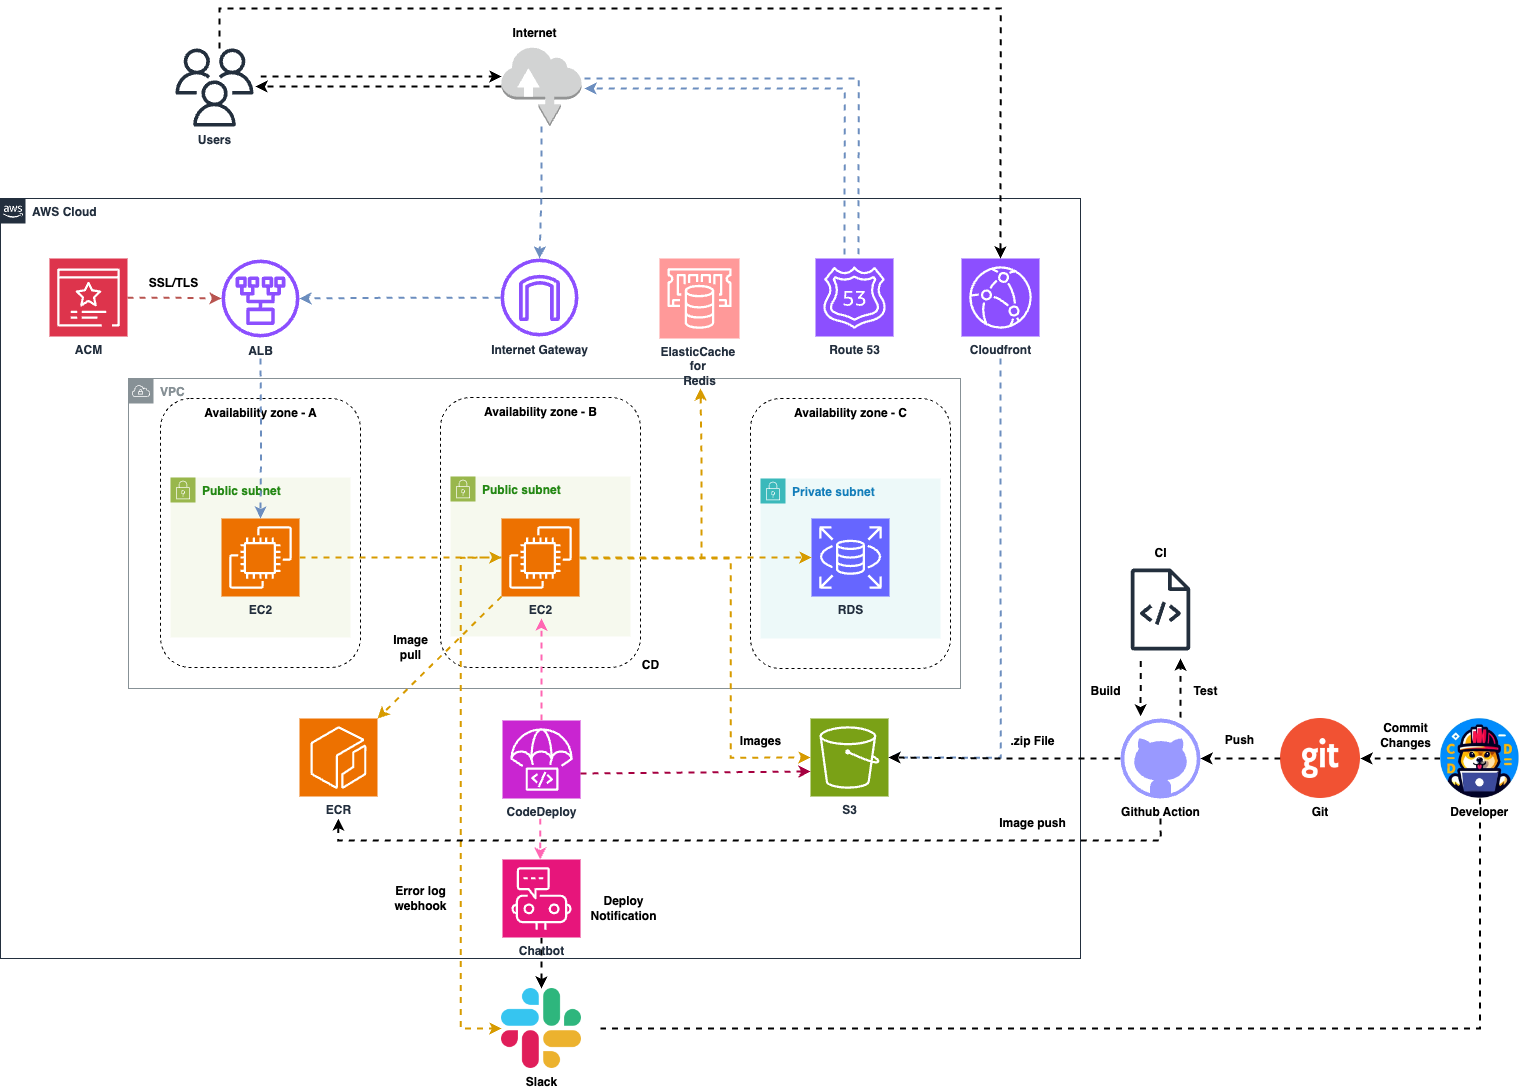 Internet
Users
aws
AWS Cloud
SSL/TLS
53
ACM
ALB
Internet Gateway
ElasticCache
for
Redis
Route 53
Cloudfront
VPC
Availability zone - A
Availability zone - B
Availability zone - C
Public subnet
Public subnet
Private subnet
EC2
EC2
RDS
CI
</>
Image
pull
CD
Build
Test
Images
.zip File
Push
Commit
Changes
git
C
D
D
E
</>
ECR
CodeDeploy
S3
Github Action
Git
Developer
Image push
Error log
webhook
Deploy
Notification
Chatbot
Slack